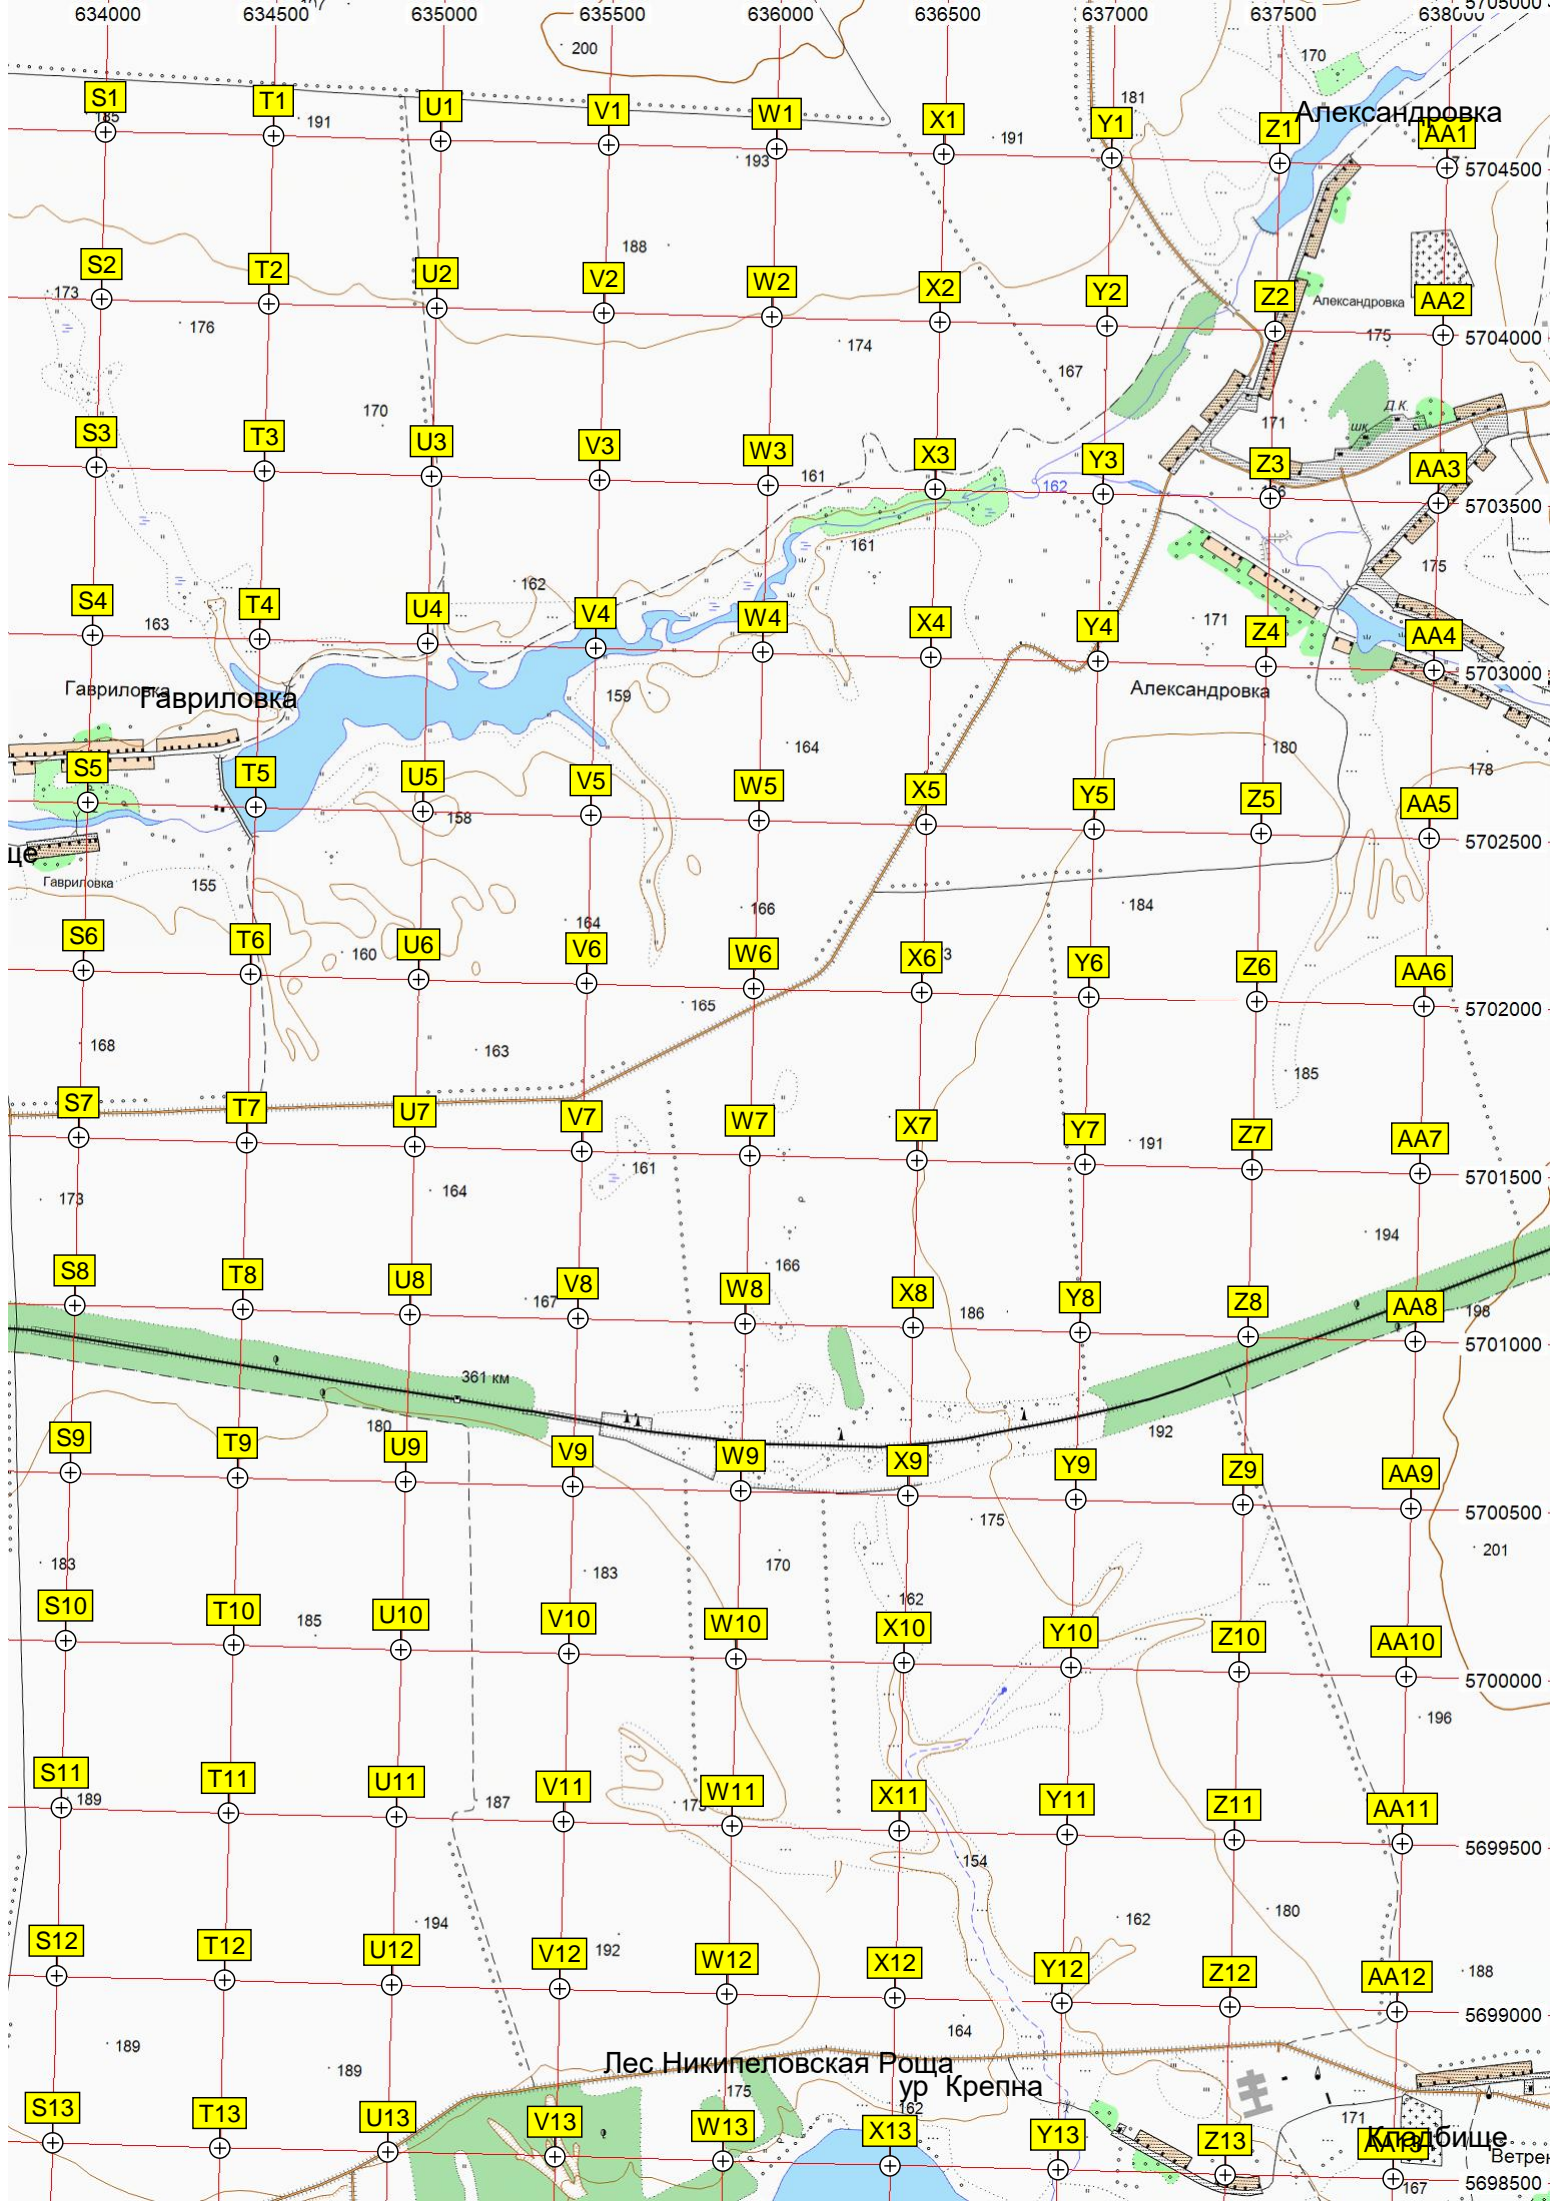 634000 634500 635000 635500 636000 636500 637000 637500 638000
200 170
S1 T1 U1 V1 W1 X1 Y1 Z1 AA1
185 191 193 191 181
Александровка
5704500
188
S2 T2 U2 V2 W2 X2 Y2 Z2 AA2
173 176 174 167 175
Александровка
5704000
170 171
Д.К.
шк.
S3 T3 U3 V3 W3 X3 Y3 Z3 AA3
161 162
5703500
161 162 175
S4 T4 U4 V4 W4 X4 Y4 Z4 AA4
163 171
5703000
Гавриловка
Гавриловка
159
Александровка
164 180 178
S5 T5 U5 V5 W5 X5 Y5 Z5 AA5
158
5702500
ще
Гавриловка
155 164 166 184
S6 T6 U6 V6 W6 X6 Y6 Z6 AA6
160 3
165
5702000
168 163 185
S7 T7 U7 V7 W7 X7 Y7 Z7 AA7
161 191
5701500
173 164 194
166
S8 T8 U8 V8 W8 X8 Y8 Z8 AA8
167 186 198
5701000
361 км
180 192
S9 T9 U9 V9 W9 X9 Y9 Z9 AA9
175
5700500
201
183 183 170 162
S10 T10 U10 V10 W10 X10 Y10 Z10 AA10
185
5700000
196
S11 T11 U11 V11 W11 X11 Y11 Z11 AA11
189 187
5699500
154
194 192 162 180
S12 T12 U12 V12 W12 X12 Y12 Z12 AA12
188
5699000
189 189 164
Лес Никипеловская Роща
ур Крепна
175 162 171
S13 T13 U13 V13 W13 X13 Y13 Z13 AA13
Кладбище
Ветрен
167
5698500